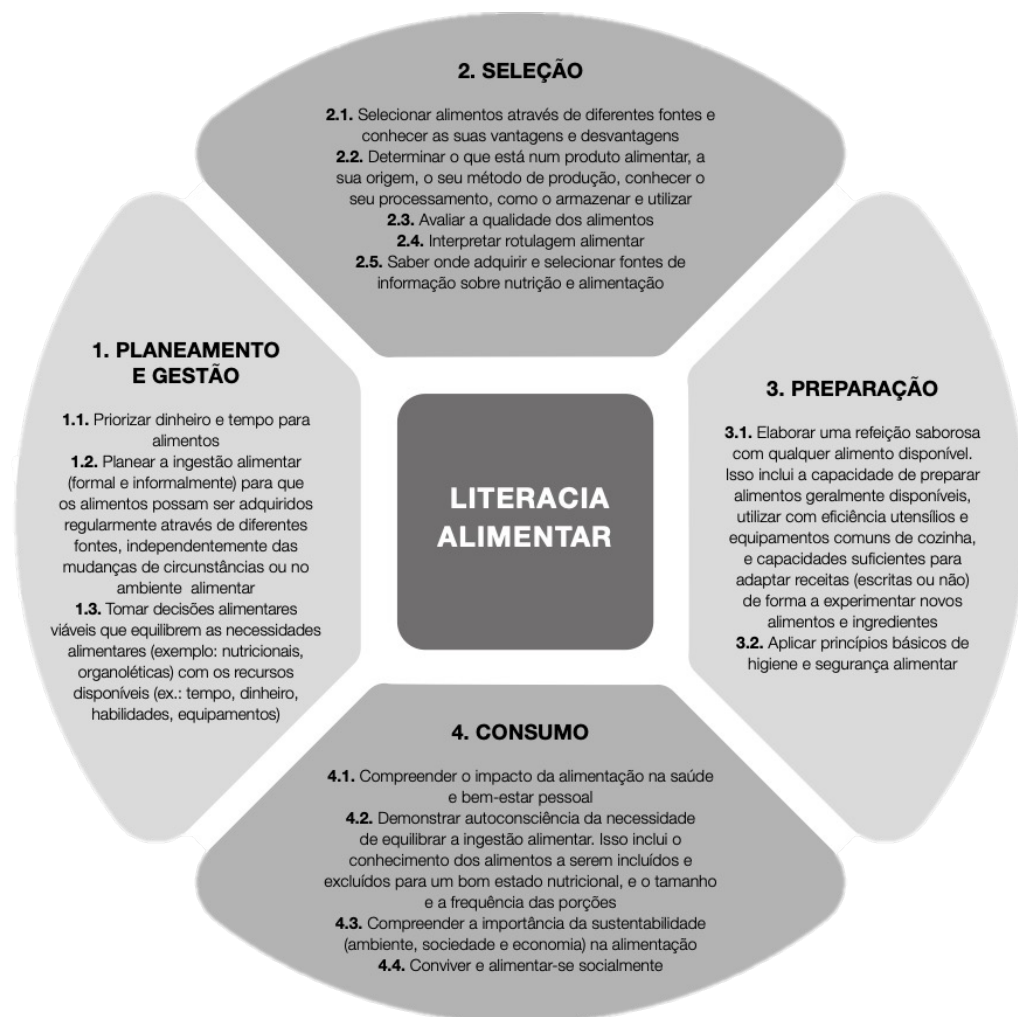 2. SELEÇÃO
2.1. Selecionar alimentos através de diferentes fontes e
conhecer as suas vantagens e desvantagens
2.2. Determinar o que está num produto alimentar, a
sua origem, o seu método de produção, conhecer o
seu processamento, como o armazenar e utilizar
2.3. Avaliar a qualidade dos alimentos
2.4. Interpretar rotulagem alimentar
2.5. Saber onde adquirir e selecionar fontes de
informação sobre nutrição e alimentação
1. PLANEAMENTO
E GESTÃO
1.1. Priorizar dinheiro e tempo para
alimentos
1.2. Planear a ingestão alimentar
(formal e informalmente) para que
os alimentos possam ser adquiridos
regularmente através de diferentes
fontes, independentemente das
mudanças de circunstâncias ou no
ambiente alimentar
1.3. Tomar decisões alimentares
viáveis que equilibrem as necessidades
alimentares (exemplo: nutricionais,
organoléticas) com os recursos
disponíveis (ex.: tempo, dinheiro,
habilidades, equipamentos)
LITERACIA
ALIMENTAR
3. PREPARAÇÃO
3.1. Elaborar uma refeição saborosa
com qualquer alimento disponível.
Isso inclui a capacidade de preparar
alimentos geralmente disponíveis,
utilizar com eficiência utensílios e
equipamentos comuns de cozinha,
e capacidades suficientes para
adaptar receitas (escritas ou não)
de forma a experimentar novos
alimentos e ingredientes
3.2. Aplicar princípios básicos de
higiene e segurança alimentar
4. CONSUMO
4.1. Compreender o impacto da alimentação na saúde
e bem-estar pessoal
4.2. Demonstrar autoconsciência da necessidade
de equilibrar a ingestão alimentar. Isso inclui o
conhecimento dos alimentos a serem incluídos e
excluídos para um bom estado nutricional, e o tamanho
e a frequência das porções
4.3. Compreender a importância da sustentabilidade
(ambiente, sociedade e economia) na alimentação
4.4. Conviver e alimentar-se socialmente